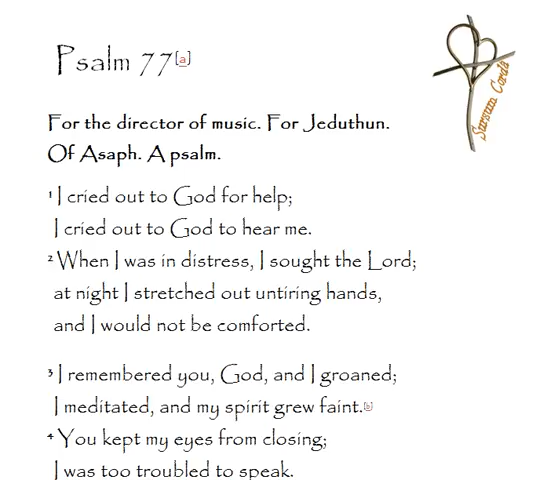 Psalm 77[a]
Sursum Corda
For the director of music. For Jeduthun.
Of Asaph. A psalm.
1 I cried out to God for help;
I cried out to God to hear me.
2 When I was in distress, I sought the Lord;
at night I stretched out untiring hands,
and I would not be comforted.
3 I remembered you, God, and I groaned;
I meditated, and my spirit grew faint.[b]
4 You kept my eyes from closing;
I was too troubled to speak.